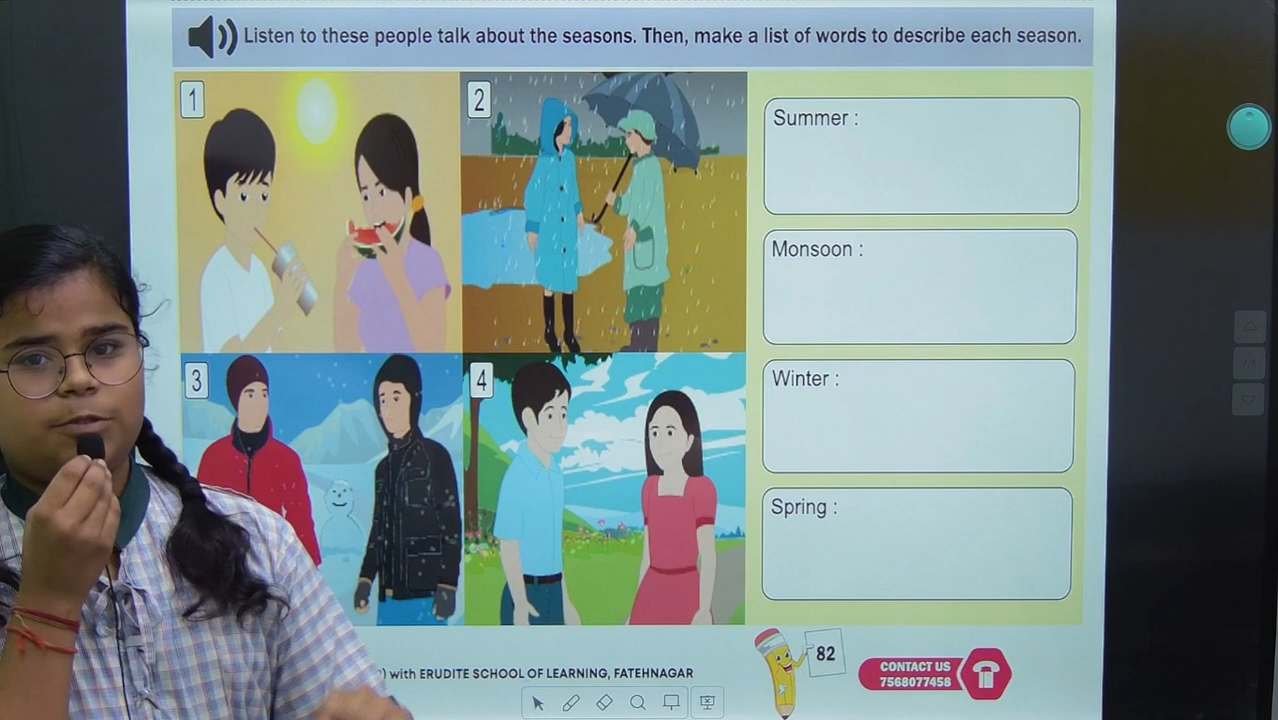 Listen to these people talk about the seasons. Then, make a list of words to describe each season.
1
2
3
4
Summer :
Monsoon :
Winter :
Spring :
) with ERUDITE SCHOOL OF LEARNING, FATEHNAGAR
82
CONTACT US
7568077458